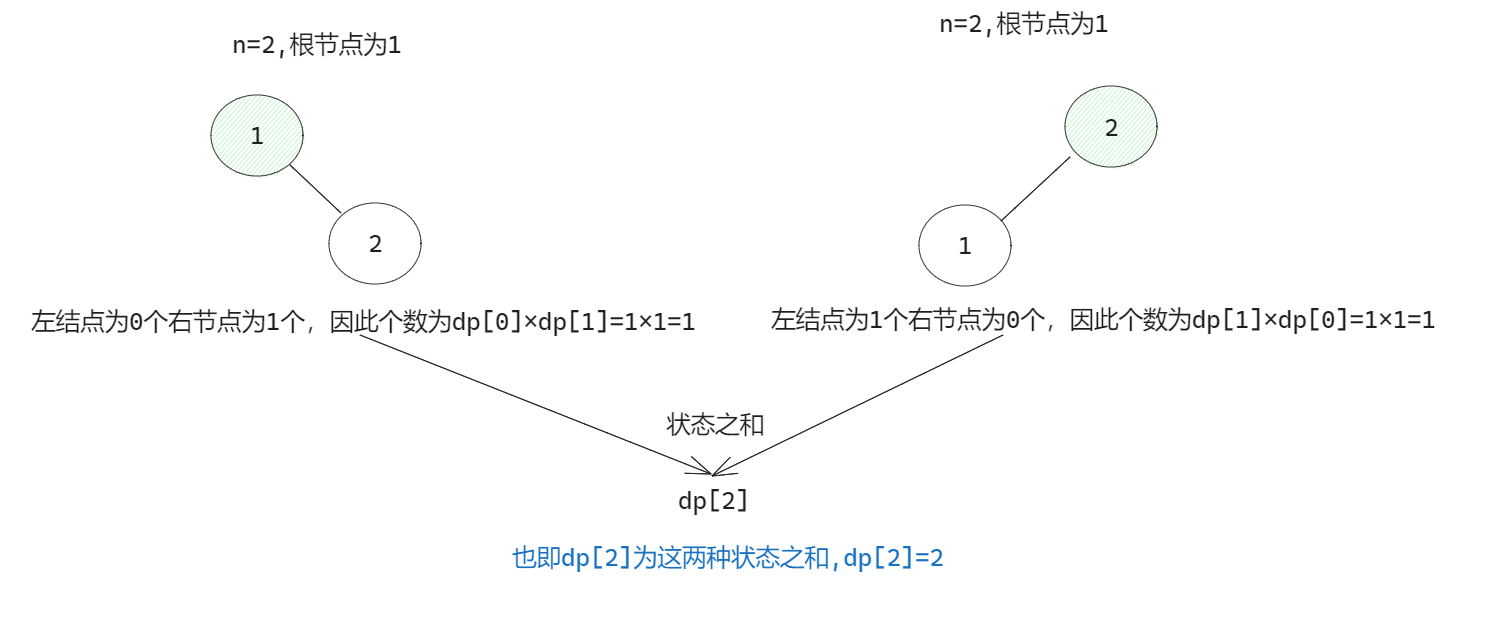 n=2,根节点为1
n=2,根节点为1
1
2
2
1
左结点为0个右节点为1个，因此个数为dp[0]×dp[1]=1×1=1
左结点为1个右节点为0个，因此个数为dp[1]×dp[0]=1×1=1
状态之和
dp[2]
也即dp[2]为这两种状态之和,dp[2]=2